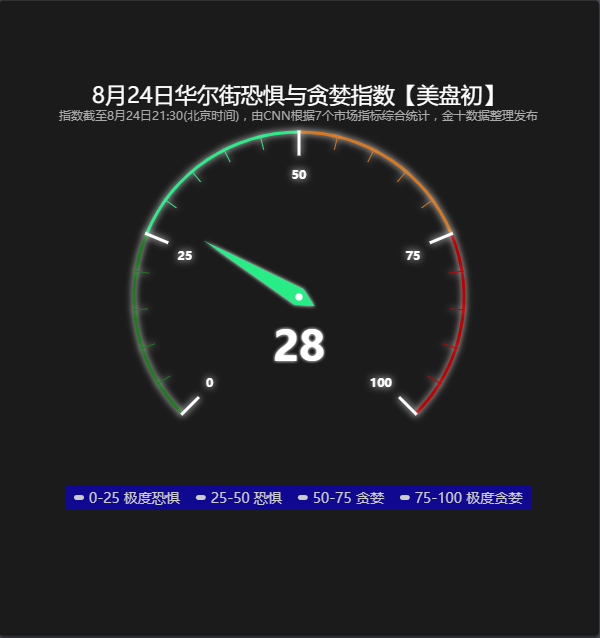 8月24日华尔街恐惧与贪婪指数【美盘初】
指数截至8月24日21:30(北京时间)，由CNN根据7个市场指标综合统计，金十数据整理发布
50
25
75
28
0
100
0-25 极度恐惧 25-50 恐惧 50-75 贪婪 75-100 极度贪婪